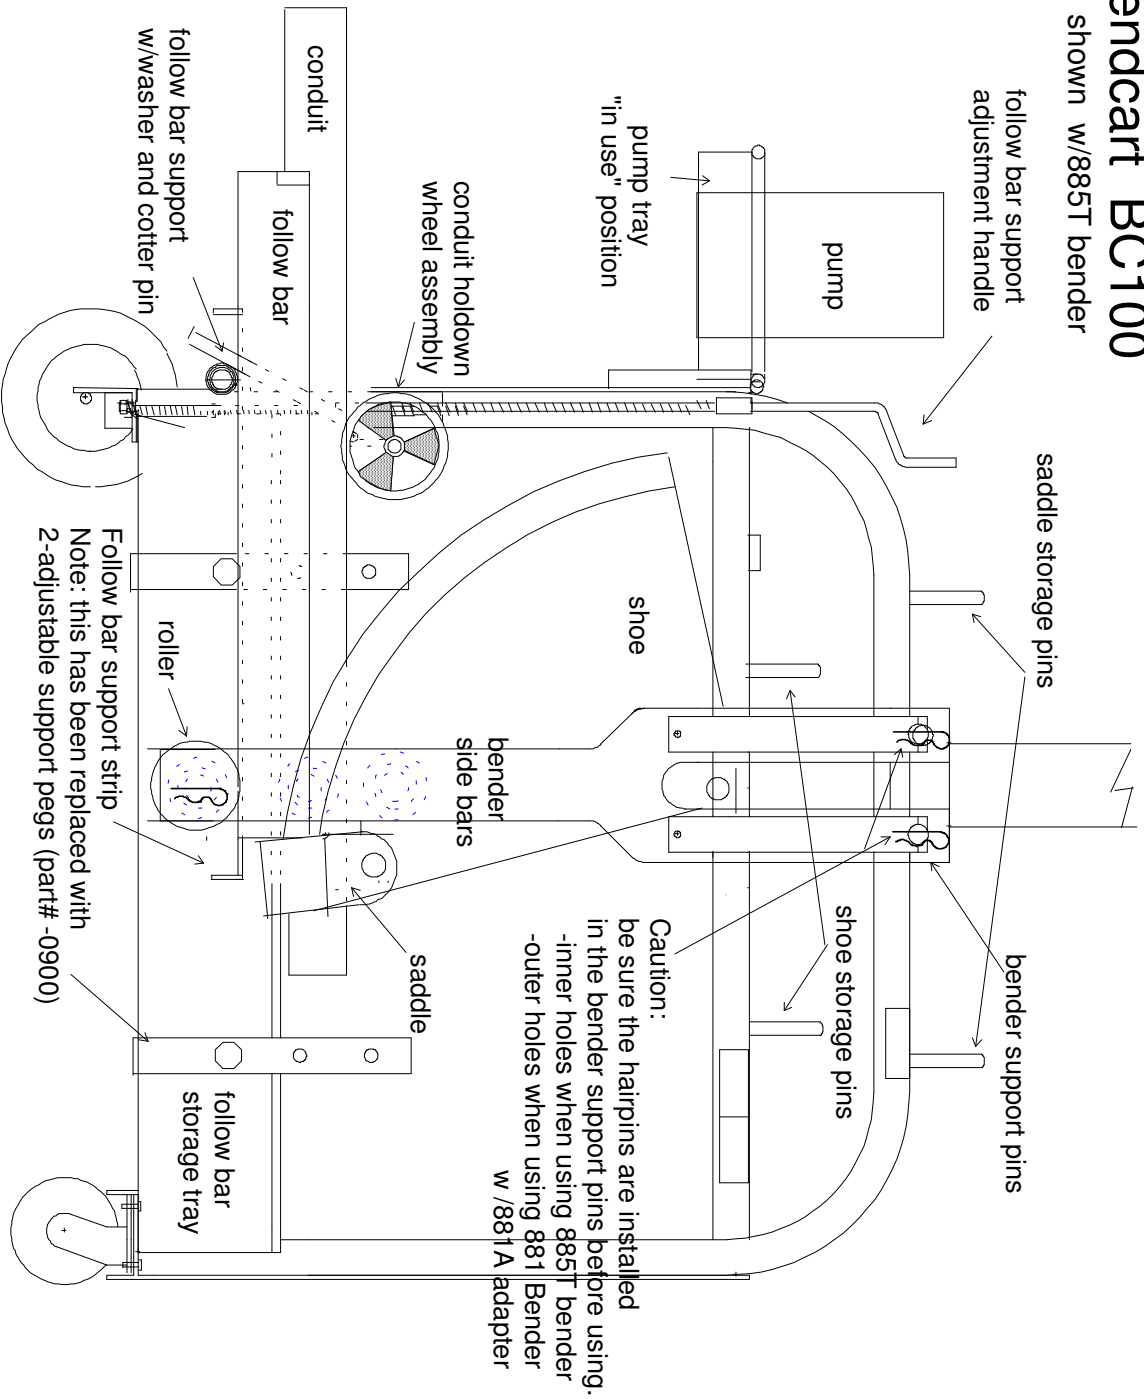 endcart BC100
shown w/885T bender
follow bar support
adjustment handle
saddle storage pins
bender support pins
pump
pump tray
"in use" position
shoe
shoe storage pins
conduit holdown
wheel assembly
bender
side bars
Caution:
be sure the hairpins are installed
in the bender support pins before using.
-inner holes when using 885T bender
-outer holes when using 881 Bender
w /881A adapter
conduit
follow bar
saddle
follow bar support
w/washer and cotter pin
roller
follow bar
storage tray
Follow bar support strip
Note: this has been replaced with
2-adjustable support pegs (part# -0900)